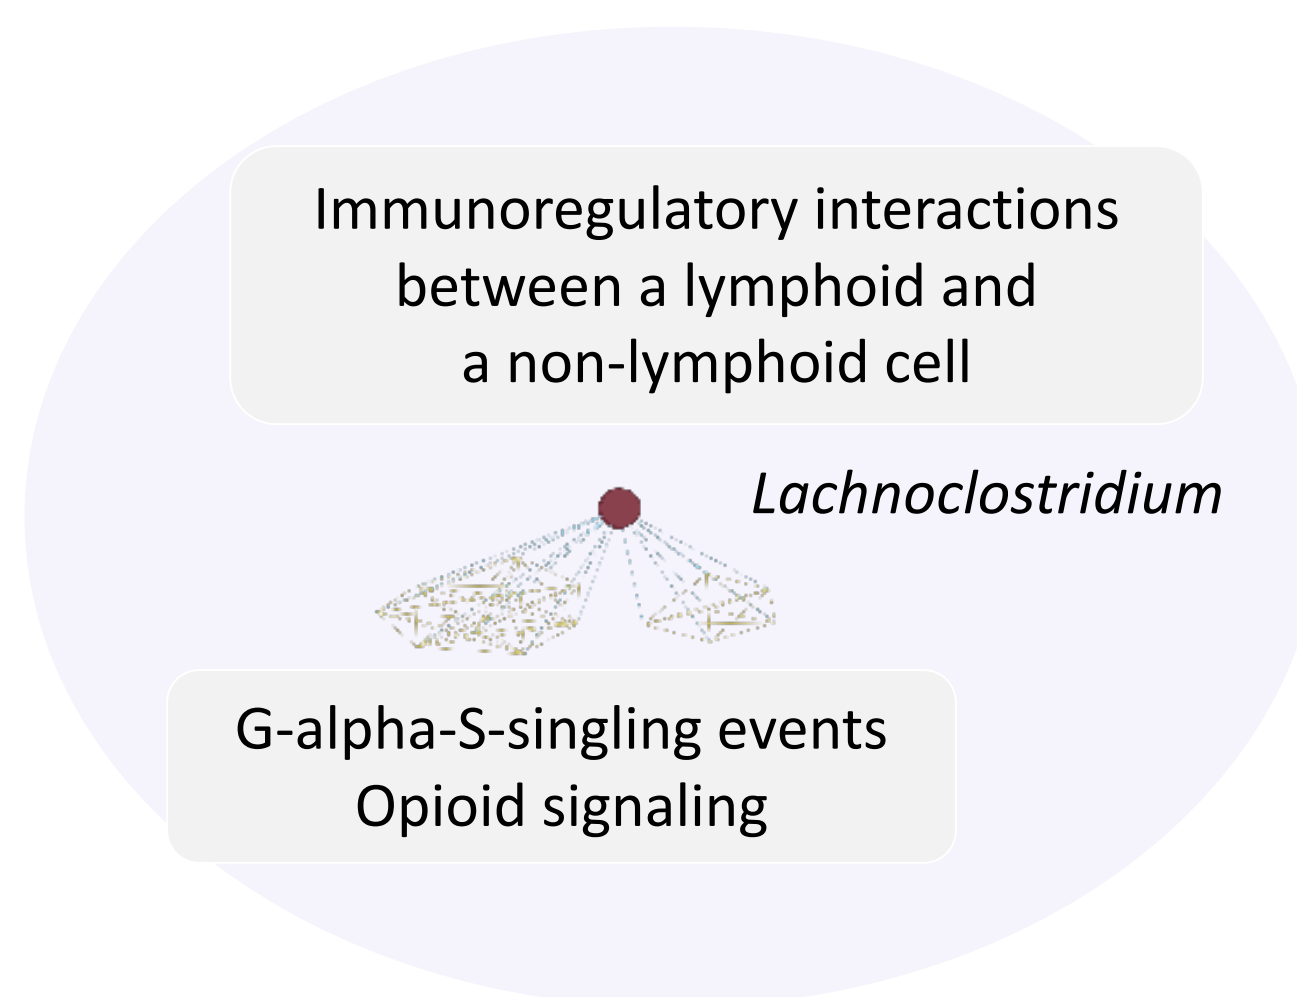 Immunoregulatory interactions
between a lymphoid and
a non-lymphoid cell
Lachnoclostridium
G-alpha-S-singling events
Opioid signaling